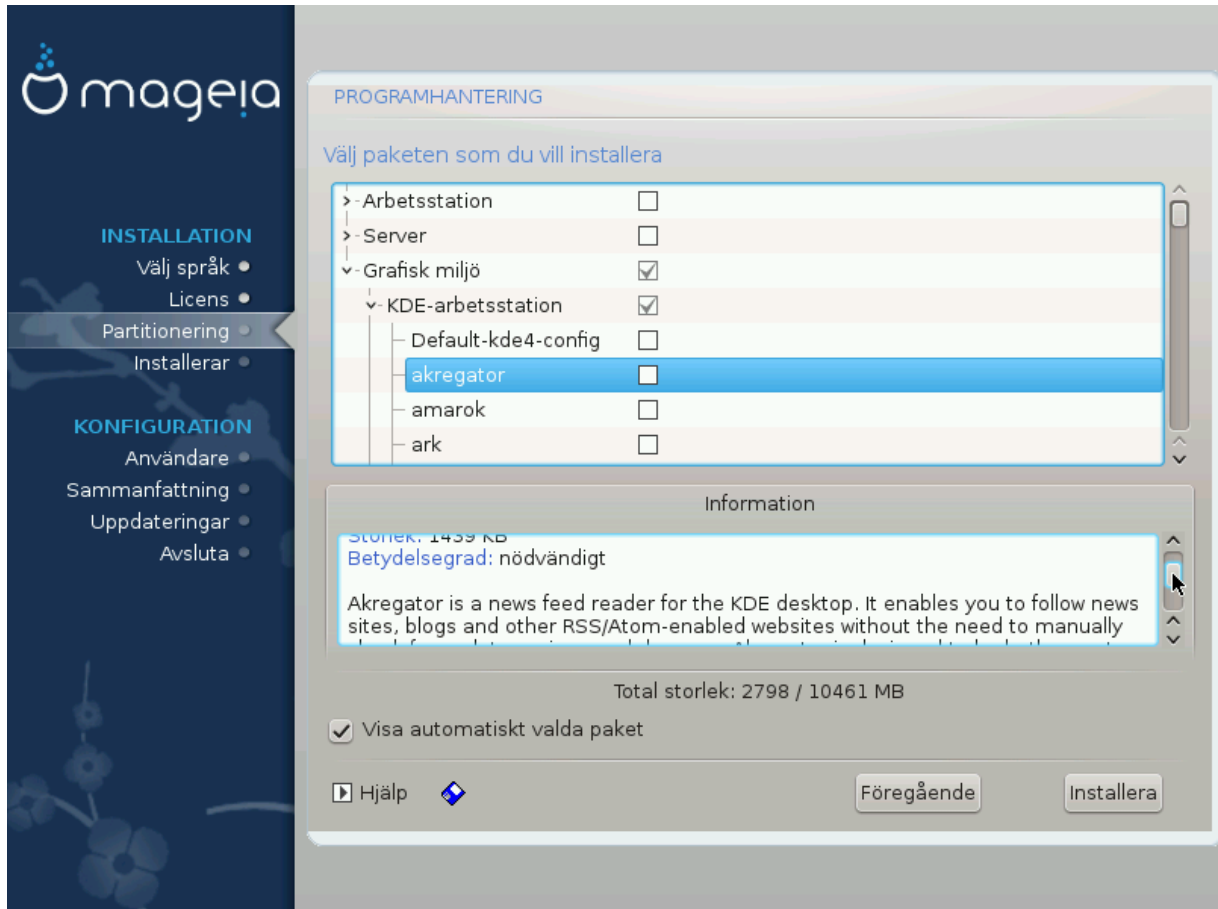 mageia
INSTALLATION
Välj språk
Licens
Partitionering
Installerar
KONFIGURATION
Användare
Sammanfattning
Uppdateringar
Avsluta
PROGRAMHANTERING
Välj paketen som du vill installera
Arbetsstation
Server
Grafisk miljö
KDE-arbetsstation
Default-kde4-config
akregator
amarok
ark
Information
Storlek: 1439 KB
Betydelsegrad: nödvändigt
Akregator is a news feed reader for the KDE desktop. It enables you to follow news
sites, blogs and other RSS/Atom-enabled websites without the need to manually
Total storlek: 2798 / 10461 MB
Visa automatiskt valda paket
Hjälp
Föregående
Installera